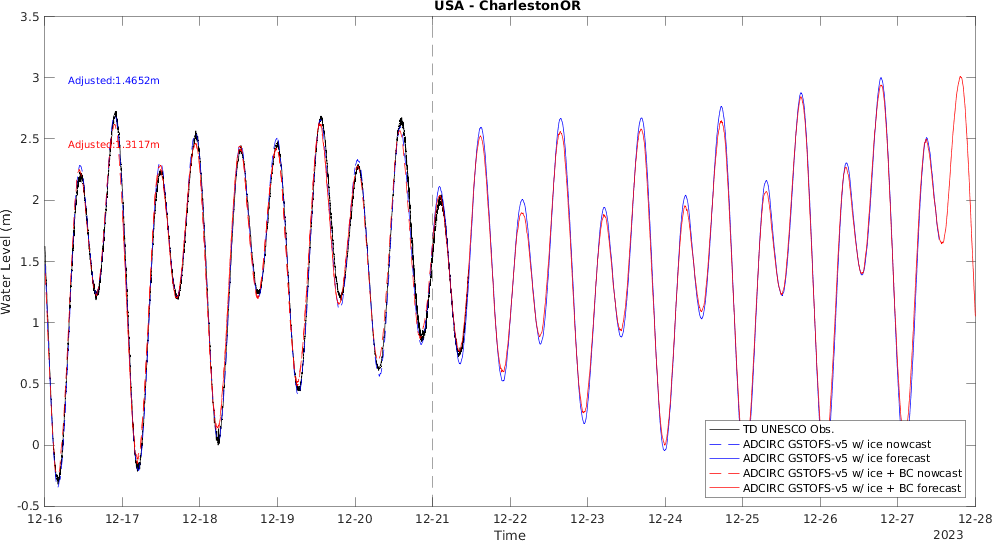 USA - CharlestonOR
3.5
3
2.5
2
1.5
1
0.5
0
-0.5
Water Level (m)
Adjusted:1.4652m
Adjusted:1.3117m
TD UNESCO Obs.
ADCIRC GSTOFS-v5 w/ ice nowcast
ADCIRC GSTOFS-v5 w/ ice forecast
ADCIRC GSTOFS-v5 w/ ice + BC nowcast
ADCIRC GSTOFS-v5 w/ ice + BC forecast
12-16 12-17 12-18 12-19 12-20 12-21 12-22 12-23 12-24 12-25 12-26 12-27 12-28
Time
2023